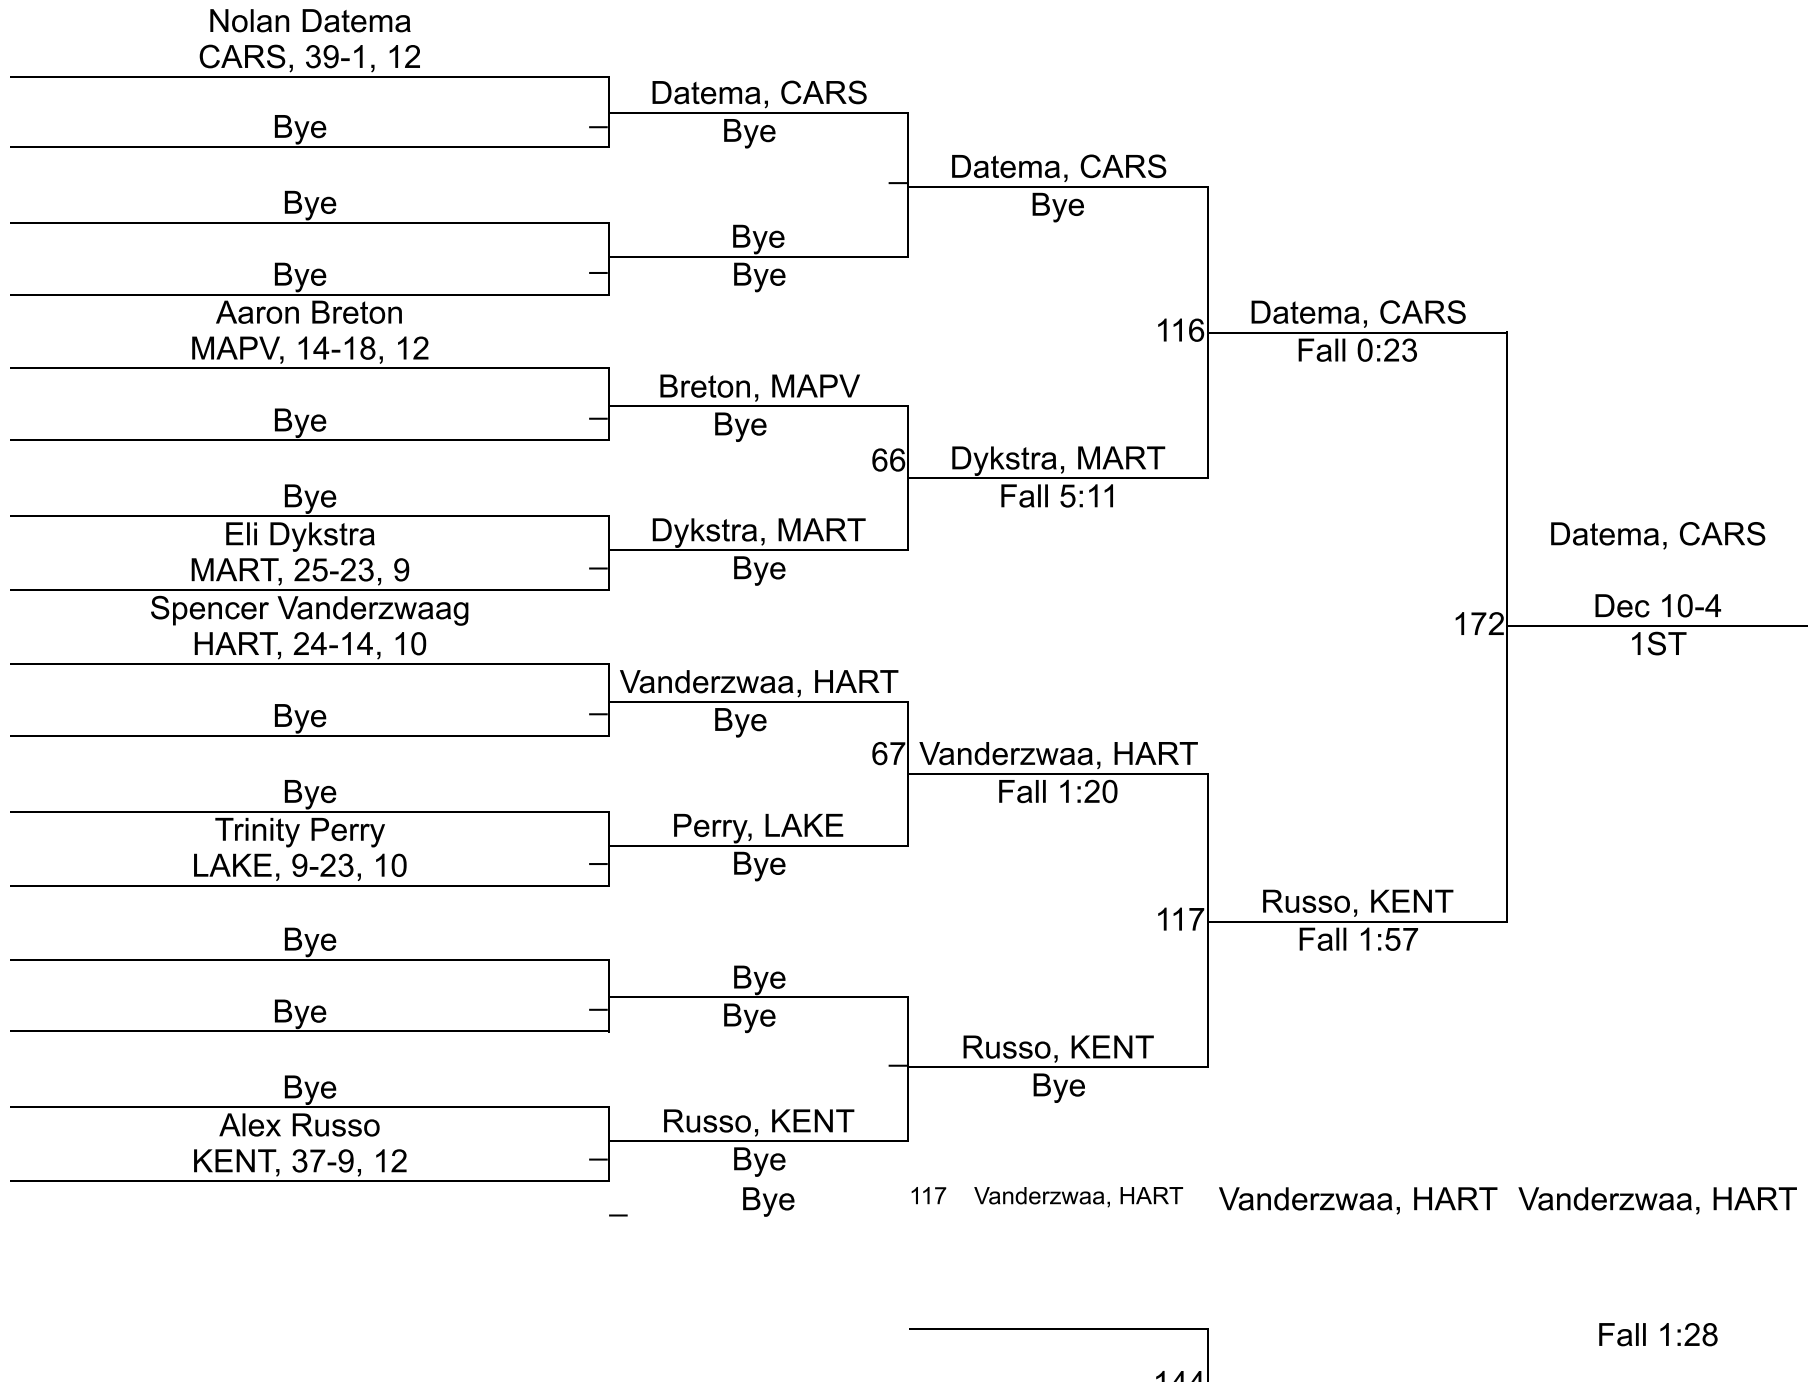 Nolan Datema
CARS, 39-1, 12
Bye
Bye
Bye
Aaron Breton
MAPV, 14-18, 12
Bye
Bye
Eli Dykstra
MART, 25-23, 9
Spencer Vanderzwaag
HART, 24-14, 10
Bye
Bye
Trinity Perry
LAKE, 9-23, 10
Bye
Bye
Bye
Alex Russo
KENT, 37-9, 12
Datema, CARS
Bye
Bye
Bye
Breton, MAPV
Bye
66
Dykstra, MART
Bye
Vanderzwaa, HART
Bye
67
Perry, LAKE
Bye
Bye
Bye
Russo, KENT
Bye
Datema, CARS
Bye
116
Dykstra, MART
Fall 5:11
Vanderzwaa, HART
Fall 1:20
117
Russo, KENT
Bye
Datema, CARS
Fall 0:23
172
Russo, KENT
Fall 1:57
Datema, CARS
Dec 10-4
1ST
Bye
117 Vanderzwaa, HART
Vanderzwaa, HART
Vanderzwaa, HART
Fall 1:28
144